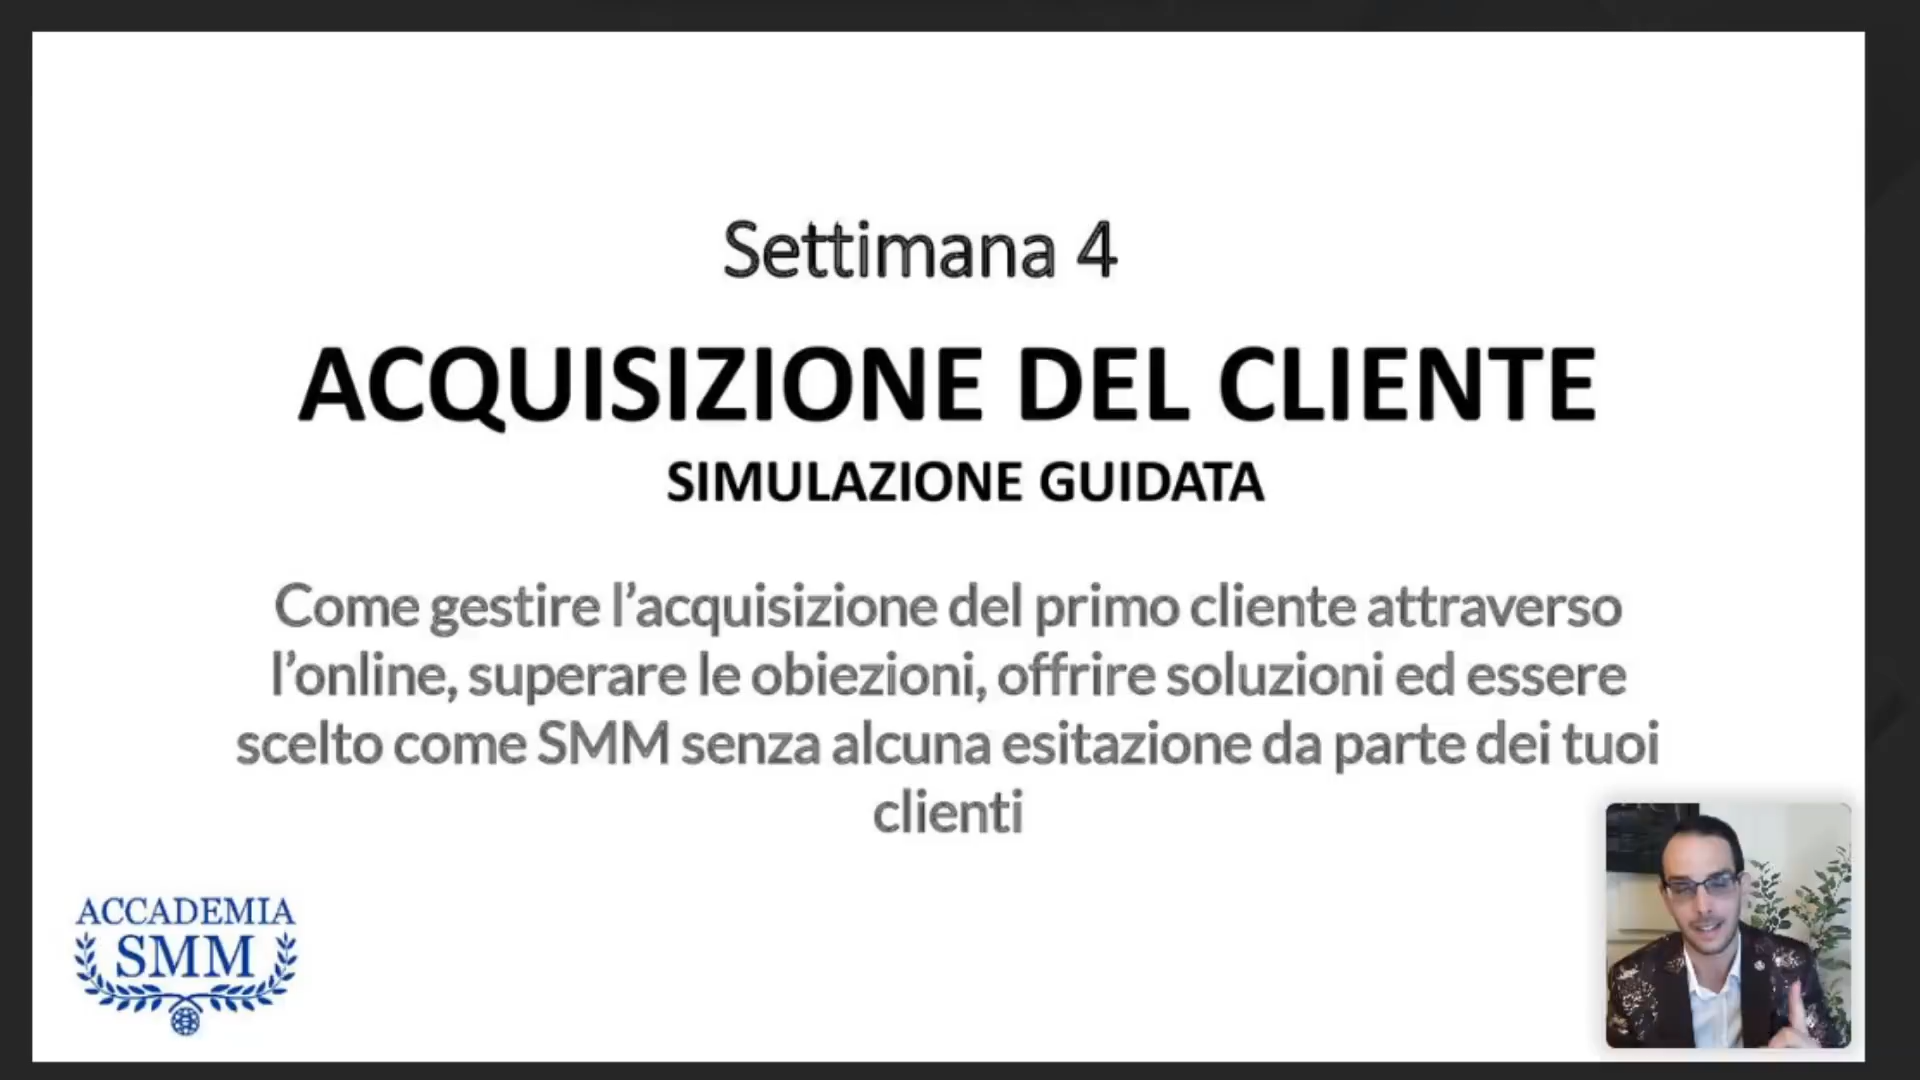 Settimana 4
ACQUISIZIONE DEL CLIENTE
SIMULAZIONE GUIDATA
Come gestire l’acquisizione del primo cliente attraverso
l’online, superare le obiezioni, offrire soluzioni ed essere
scelto come SMM senza alcuna esitazione da parte dei tuoi
clienti
ACCADEMIA
SMM